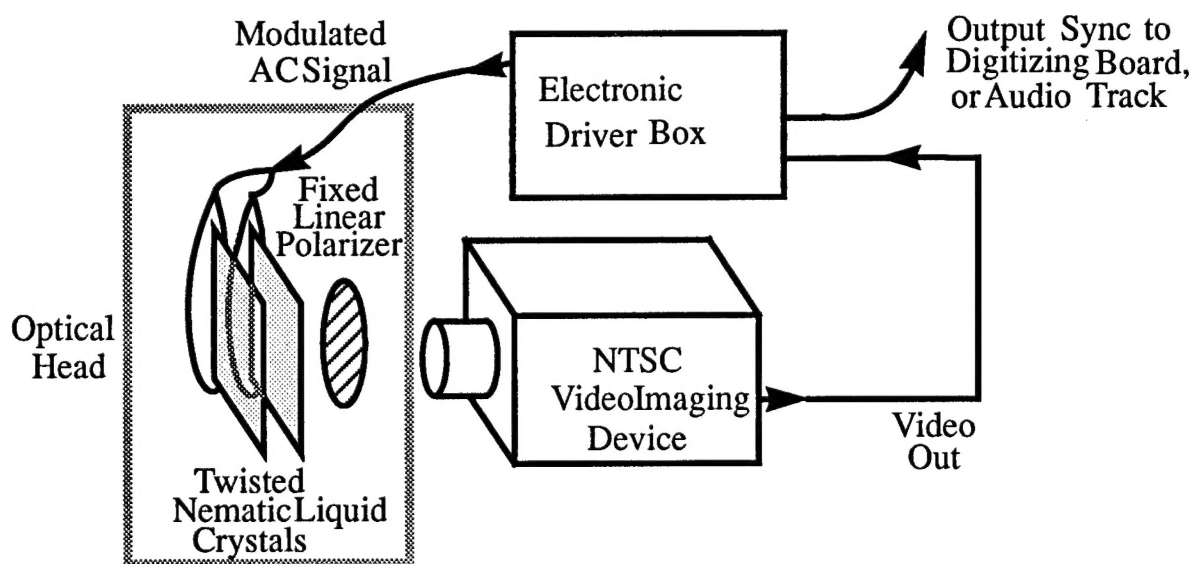 Modulated
AC Signal
Electronic
Driver Box
Output Sync to
Digitizing Board,
or Audio Track
Fixed
Linear
Polarizer
Optical
Head
NTSC
VideoImaging
Device
Video
Out
Twisted
Nematic Liquid
Crystals